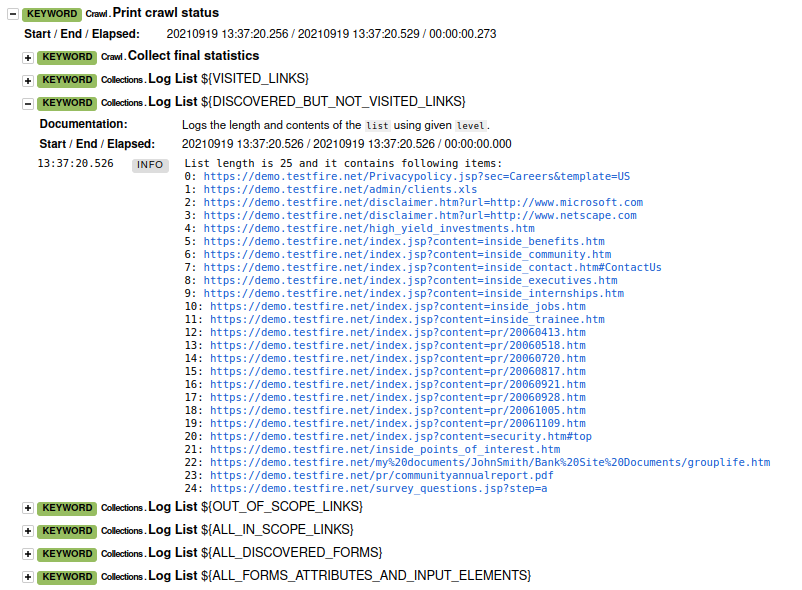 KEYWORD Crawl.Print crawl status
Start / End / Elapsed: 20210919 13:37:20.256 / 20210919 13:37:20.529 / 00:00:00.273
KEYWORD Crawl.Collect final statistics
KEYWORD Collections.Log List ${VISITED_LINKS}
KEYWORD Collections.Log List ${DISCOVERED_BUT_NOT_VISITED_LINKS}
Documentation: Logs the length and contents of the list using given level.
Start / End / Elapsed: 20210919 13:37:20.526 / 20210919 13:37:20.526 / 00:00:00.000
13:37:20.526 INFO List length is 25 and it contains following items:
0: https://demo.testfire.net/Privacypolicy.jsp?sec=Careers&template=US
1: https://demo.testfire.net/admin/clients.xls
2: https://demo.testfire.net/disclaimer.htm?url=http://www.microsoft.com
3: https://demo.testfire.net/disclaimer.htm?url=http://www.netscape.com
4: https://demo.testfire.net/high_yield_investments.htm
5: https://demo.testfire.net/index.jsp?content=inside_benefits.htm
6: https://demo.testfire.net/index.jsp?content=inside_community.htm
7: https://demo.testfire.net/index.jsp?content=inside_contact.htm#ContactUs
8: https://demo.testfire.net/index.jsp?content=inside_executives.htm
9: https://demo.testfire.net/index.jsp?content=inside_internships.htm
10: https://demo.testfire.net/index.jsp?content=inside_jobs.htm
11: https://demo.testfire.net/index.jsp?content=inside_trainee.htm
12: https://demo.testfire.net/index.jsp?content=pr/20060413.htm
13: https://demo.testfire.net/index.jsp?content=pr/20060518.htm
14: https://demo.testfire.net/index.jsp?content=pr/20060720.htm
15: https://demo.testfire.net/index.jsp?content=pr/20060817.htm
16: https://demo.testfire.net/index.jsp?content=pr/20060921.htm
17: https://demo.testfire.net/index.jsp?content=pr/20060928.htm
18: https://demo.testfire.net/index.jsp?content=pr/20061005.htm
19: https://demo.testfire.net/index.jsp?content=pr/20061109.htm
20: https://demo.testfire.net/index.jsp?content=security.htm#top
21: https://demo.testfire.net/inside_points_of_interest.htm
22: https://demo.testfire.net/my%20documents/JohnSmith/Bank%20Site%20Documents/grouplife.htm
23: https://demo.testfire.net/pr/communityannualreport.pdf
24: https://demo.testfire.net/survey_questions.jsp?step=a
KEYWORD Collections.Log List ${OUT_OF_SCOPE_LINKS}
KEYWORD Collections.Log List ${ALL_IN_SCOPE_LINKS}
KEYWORD Collections.Log List ${ALL_DISCOVERED_FORMS}
KEYWORD Collections.Log List ${ALL_FORMS_ATTRIBUTES_AND_INPUT_ELEMENTS}